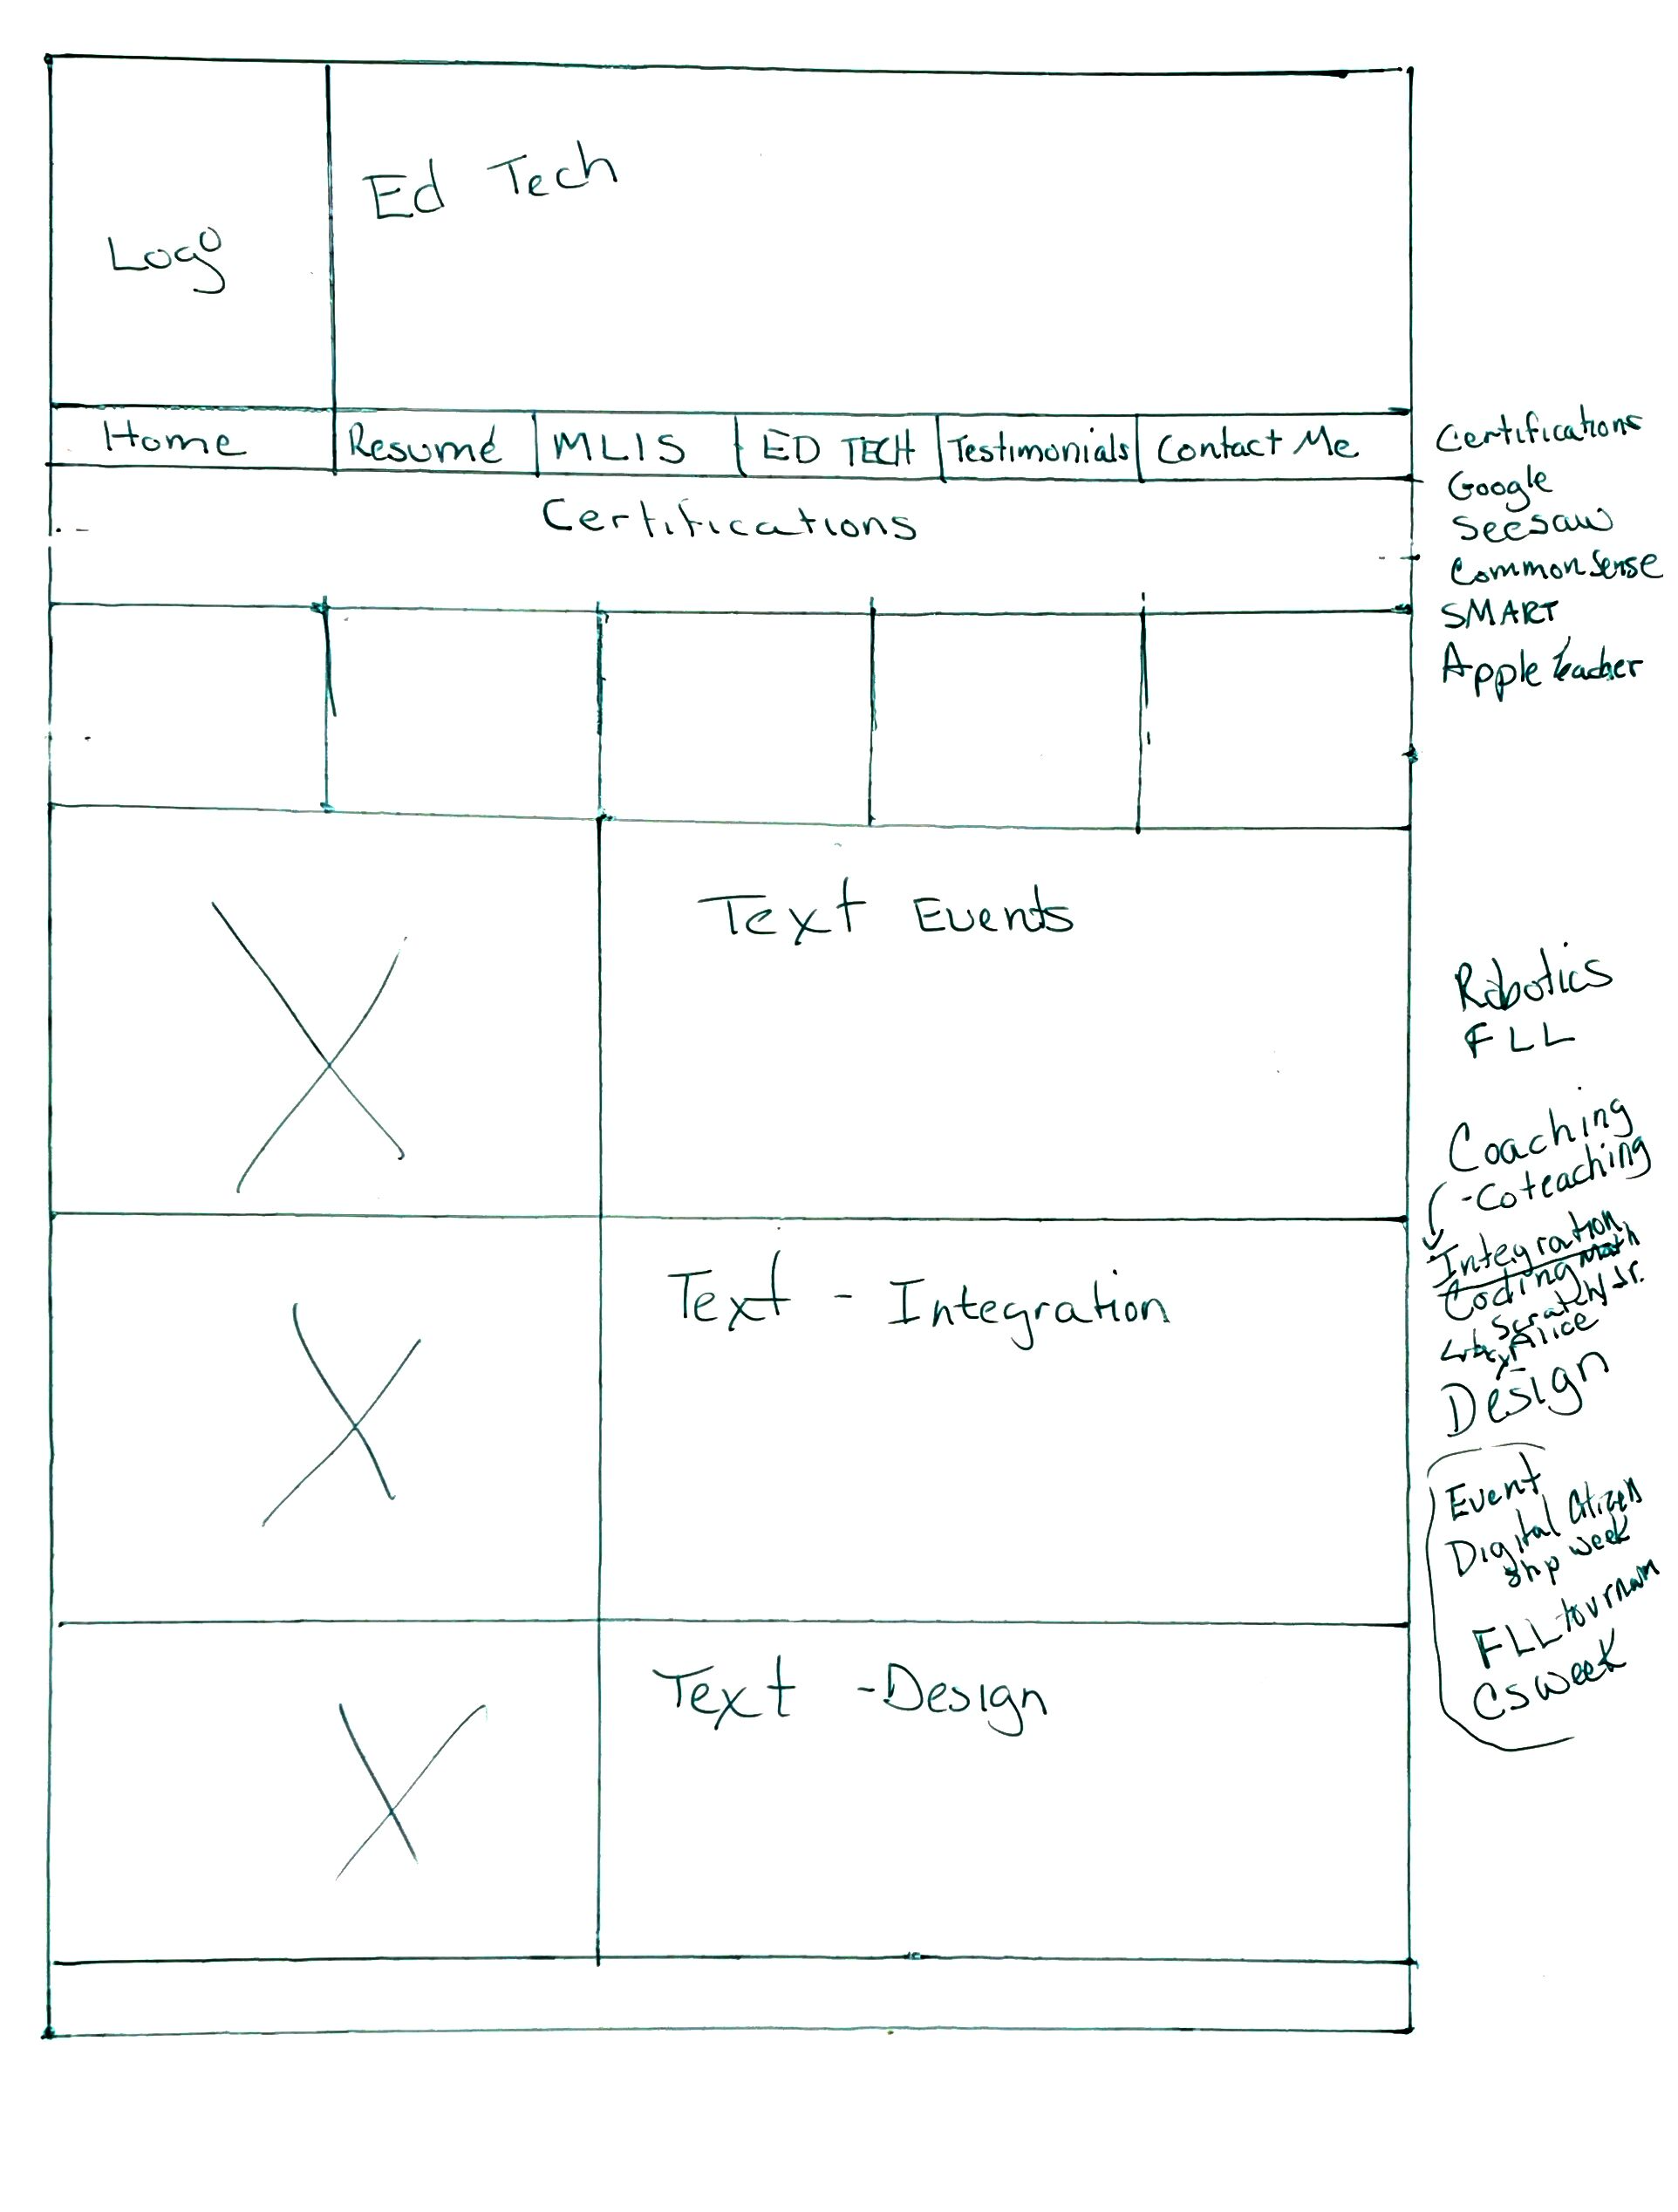 Ed Tech
Logo
Home Resumé MLIS ED TECH Testimonials Contact Me
Certifications
Text Events
Text - Integration
Text -Design
Certifications
Google
Seesaw
Common Sense
SMART
Apple Teacher
Robotics
FLL
Coaching
-Coteaching
Integration
Coding Math
Scratch Jr.
Alice
Design
Event
Digital Citizen
ship week
FLL tournam
CS week